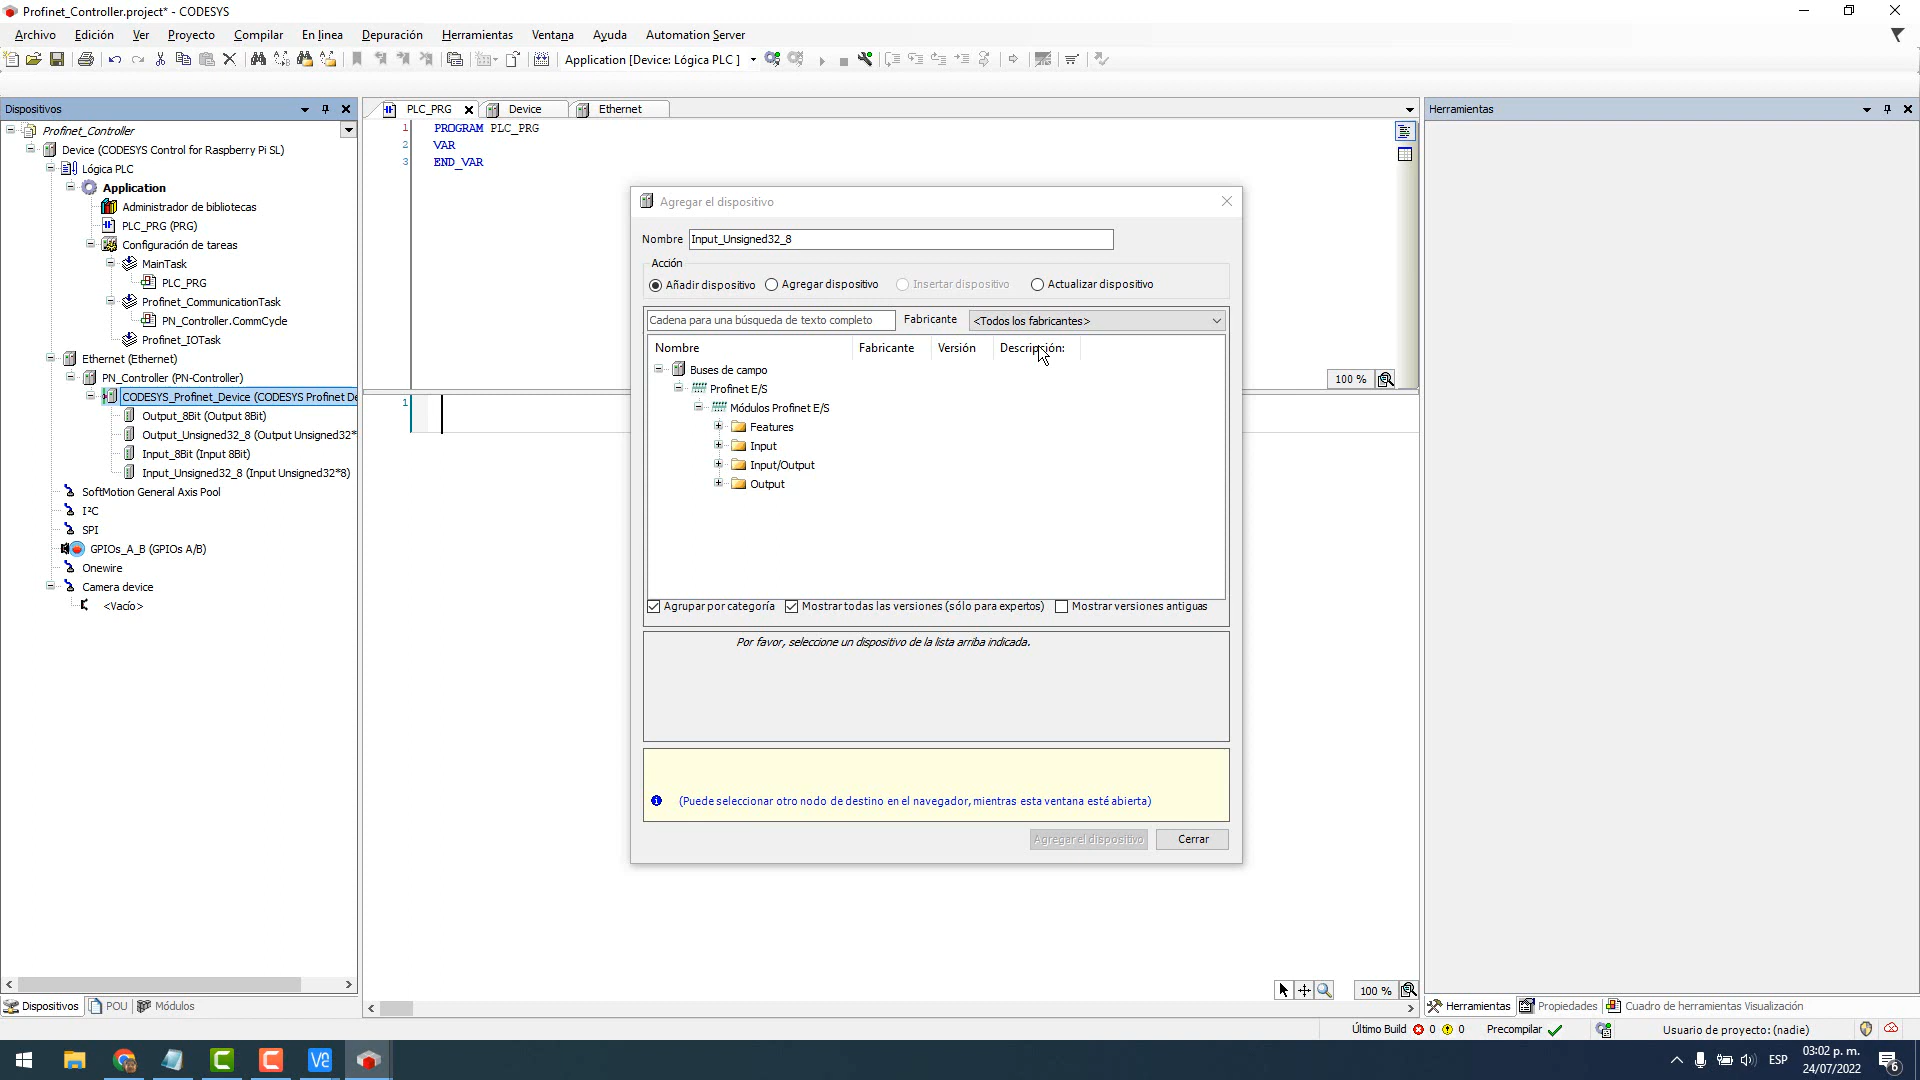 Profinet_Controller.project* - CODESYS
Archivo Edición Ver Proyecto Compilar En línea Depuración Herramientas Ventana Ayuda Automation Server
Application [Device: Lógica PLC ]
Dispositivos
Profinet_Controller
Device (CODESYS Control for Raspberry Pi SL)
Lógica PLC
Application
Administrador de bibliotecas
PLC_PRG (PRG)
Configuración de tareas
MainTask
PLC_PRG
Profinet_CommunicationTask
PN_Controller.CommCycle
Profinet_IOTask
Ethernet (Ethernet)
PN_Controller (PN-Controller)
CODESYS_Profinet_Device (CODESYS Profinet De
Output_8Bit (Output 8Bit)
Output_Unsigned32_8 (Output Unsigned32*
Input_8Bit (Input 8Bit)
Input_Unsigned32_8 (Input Unsigned32*8)
SoftMotion General Axis Pool
I²C
SPI
GPIOs_A_B (GPIOs A/B)
Onewire
Camera device
<Vacío>
Dispositivos POU Módulos
PLC_PRG Device Ethernet
1 PROGRAM PLC_PRG
2 VAR
3 END_VAR
100 %
1
100 %
Agregar el dispositivo
Nombre Input_Unsigned32_8
Acción
Añadir dispositivo Agregar dispositivo Insertar dispositivo Actualizar dispositivo
Cadena para una búsqueda de texto completo Fabricante <Todos los fabricantes>
Nombre Fabricante Versión Descripción:
Buses de campo
Profinet E/S
Módulos Profinet E/S
Features
Input
Input/Output
Output
Agrupar por categoría Mostrar todas las versiones (sólo para expertos) Mostrar versiones antiguas
Por favor, seleccione un dispositivo de la lista arriba indicada.
(Puede seleccionar otro nodo de destino en el navegador, mientras esta ventana esté abierta)
Agregar el dispositivo Cerrar
Herramientas
Herramientas Propiedades Cuadro de herramientas Visualización
Último Build 0 0 Precompilar Usuario de proyecto: (nadie)
ESP
03:02 p. m.
24/07/2022
6